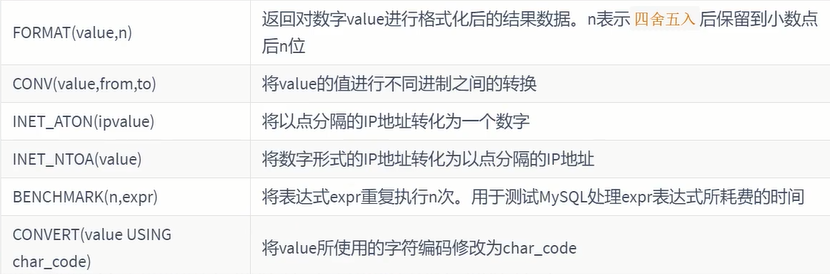 FORMAT(value,n)
返回对数字value进行格式化后的结果数据。n表示 四舍五入 后保留到小数点
后n位
CONV(value,from,to)
将value的值进行不同进制之间的转换
INET_ATON(ipvalue)
将以点分隔的IP地址转化为一个数字
INET_NTOA(value)
将数字形式的IP地址转化为以点分隔的IP地址
BENCHMARK(n,expr)
将表达式expr重复执行n次。用于测试MySQL处理expr表达式所耗费的时间
CONVERT(value USING
char_code)
将value所使用的字符编码修改为char_code